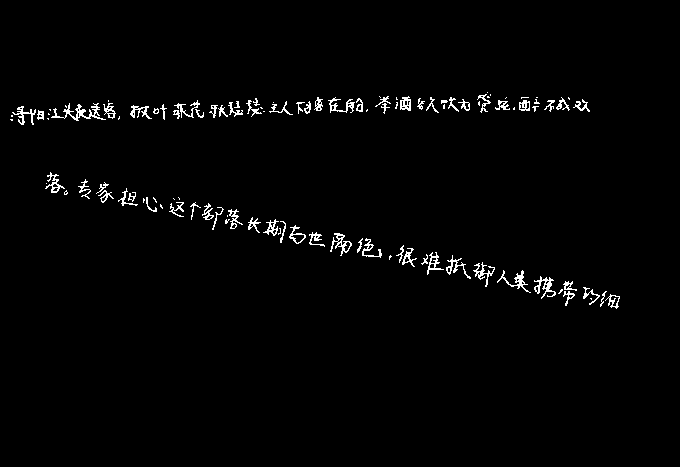 浔阳江头夜送客,枫叶荻花秋瑟瑟.主人下马客在船,举酒欲饮无管弦.醉不成欢
落。专家担心,这个部落长期与世隔绝,很难抵御人类携带的细